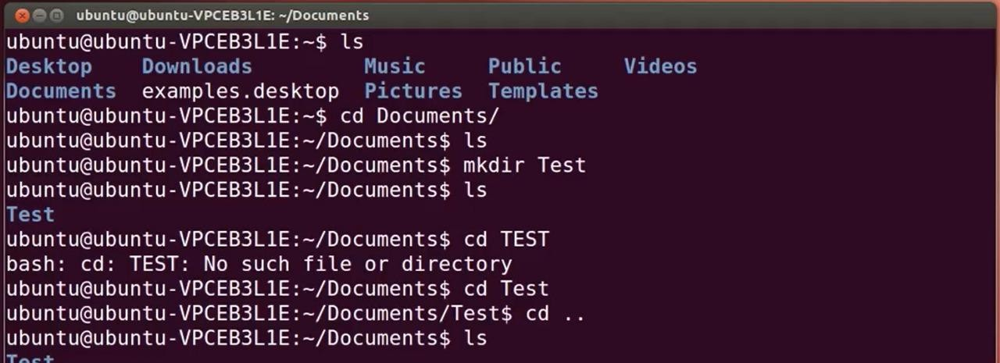 ubuntu@ubuntu-VPCEB3L1E: ~/Documents
ubuntu@ubuntu-VPCEB3L1E:~$ ls
Desktop    Downloads         Music     Public     Videos
Documents  examples.desktop  Pictures  Templates
ubuntu@ubuntu-VPCEB3L1E:~$ cd Documents/
ubuntu@ubuntu-VPCEB3L1E:~/Documents$ ls
ubuntu@ubuntu-VPCEB3L1E:~/Documents$ mkdir Test
ubuntu@ubuntu-VPCEB3L1E:~/Documents$ ls
Test
ubuntu@ubuntu-VPCEB3L1E:~/Documents$ cd TEST
bash: cd: TEST: No such file or directory
ubuntu@ubuntu-VPCEB3L1E:~/Documents$ cd Test
ubuntu@ubuntu-VPCEB3L1E:~/Documents/Test$ cd ..
ubuntu@ubuntu-VPCEB3L1E:~/Documents$ ls
Test